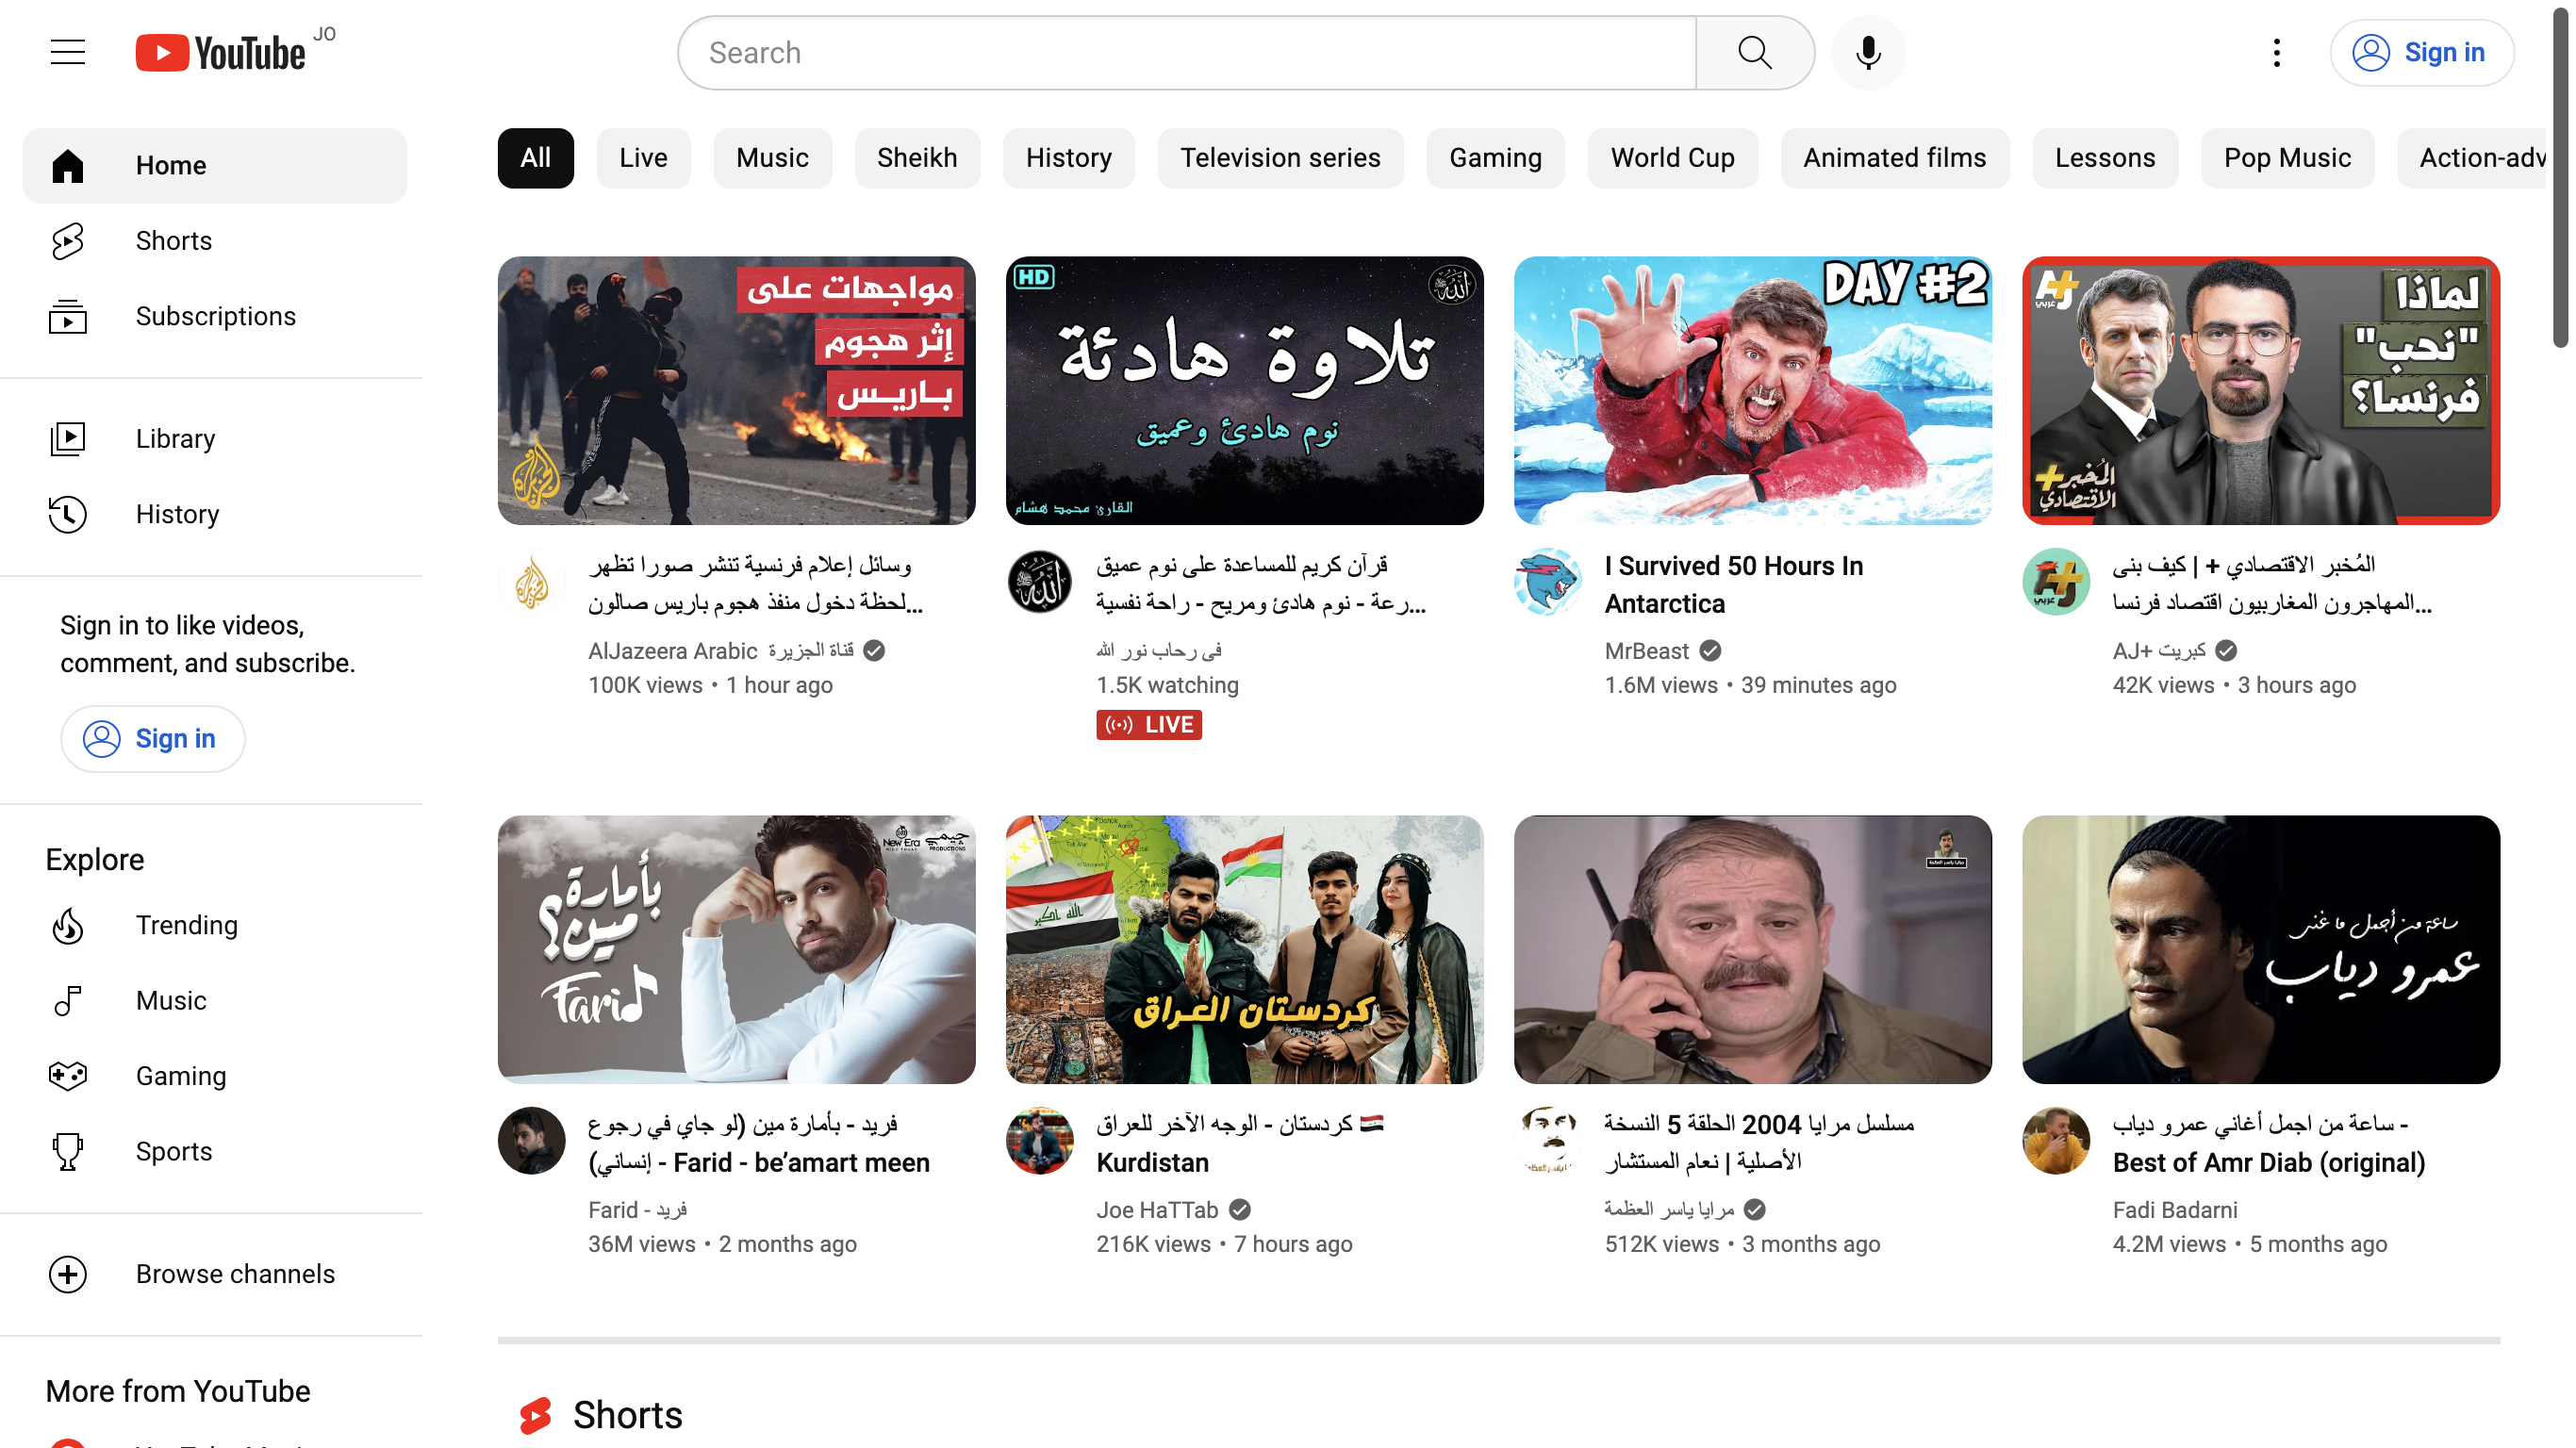 YouTube JO
Search
Sign in
Home
Shorts
Subscriptions
Library
History
Sign in to like videos,
comment, and subscribe.
Sign in
Explore
Trending
Music
Gaming
Sports
Browse channels
More from YouTube
All
Live
Music
Sheikh
History
Television series
Gaming
World Cup
Animated films
Lessons
Pop Music
Action-adv
مواجهات على
إثر هجوم
باريس
وسائل إعلام فرنسية تنشر صورا تظهر
لحظة دخول منفذ هجوم باريس صالون...
AlJazeera Arabic قناة الجزيرة
100K views • 1 hour ago
HD
الله
تلاوة هادئة
نوم هادئ وعميق
القارئ محمد هشام
قرآن كريم للمساعدة على نوم عميق
رعة - نوم هادئ ومريح - راحة نفسية...
فى رحاب نور الله
1.5K watching
LIVE
DAY #2
I Survived 50 Hours In
Antarctica
MrBeast
1.6M views • 39 minutes ago
AJ+
عربي
لماذا
"نحب"
فرنسا؟
المُخبر+
الاقتصادي
المُخبر الاقتصادي + | كيف بنى
المهاجرون المغاربيون اقتصاد فرنسا...
AJ+ كبريت
42K views • 3 hours ago
New Era
جيمي
PRODUCTIONS
بأمارة
مين؟
Farid
فريد - بأمارة مين (لو جاي في رجوع
إنساني) - Farid - be’amart meen
Farid - فريد
36M views • 2 months ago
الله اكبر
كردستان العراق
كردستان - الوجه الآخر للعراق 🇮🇶
Kurdistan
Joe HaTTab
216K views • 7 hours ago
مسلسل مرايا 2004 الحلقة 5 النسخة
الأصلية | نعام المستشار
مرايا ياسر العظمة
512K views • 3 months ago
ساعة من أجمل ما غنى
عمرو دياب
ساعة من اجمل أغاني عمرو دياب -
Best of Amr Diab (original)
Fadi Badarni
4.2M views • 5 months ago
Shorts